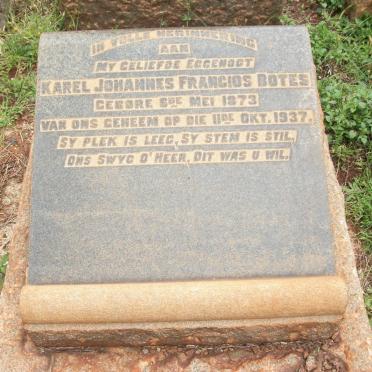 IN VOLLE HERINNERING
AAN
MY GELIEFDE EGGENOOT
KAREL JOHANNES FRANCIOS BOTES
GEBORE 6DE MEI 1873
VAN ONS GENEEM OP DIE 11DE OKT. 1937.
SY PLEK IS LEEG, SY STEM IS STIL,
ONS SWYG O' HEER, DIT WAS U WIL.